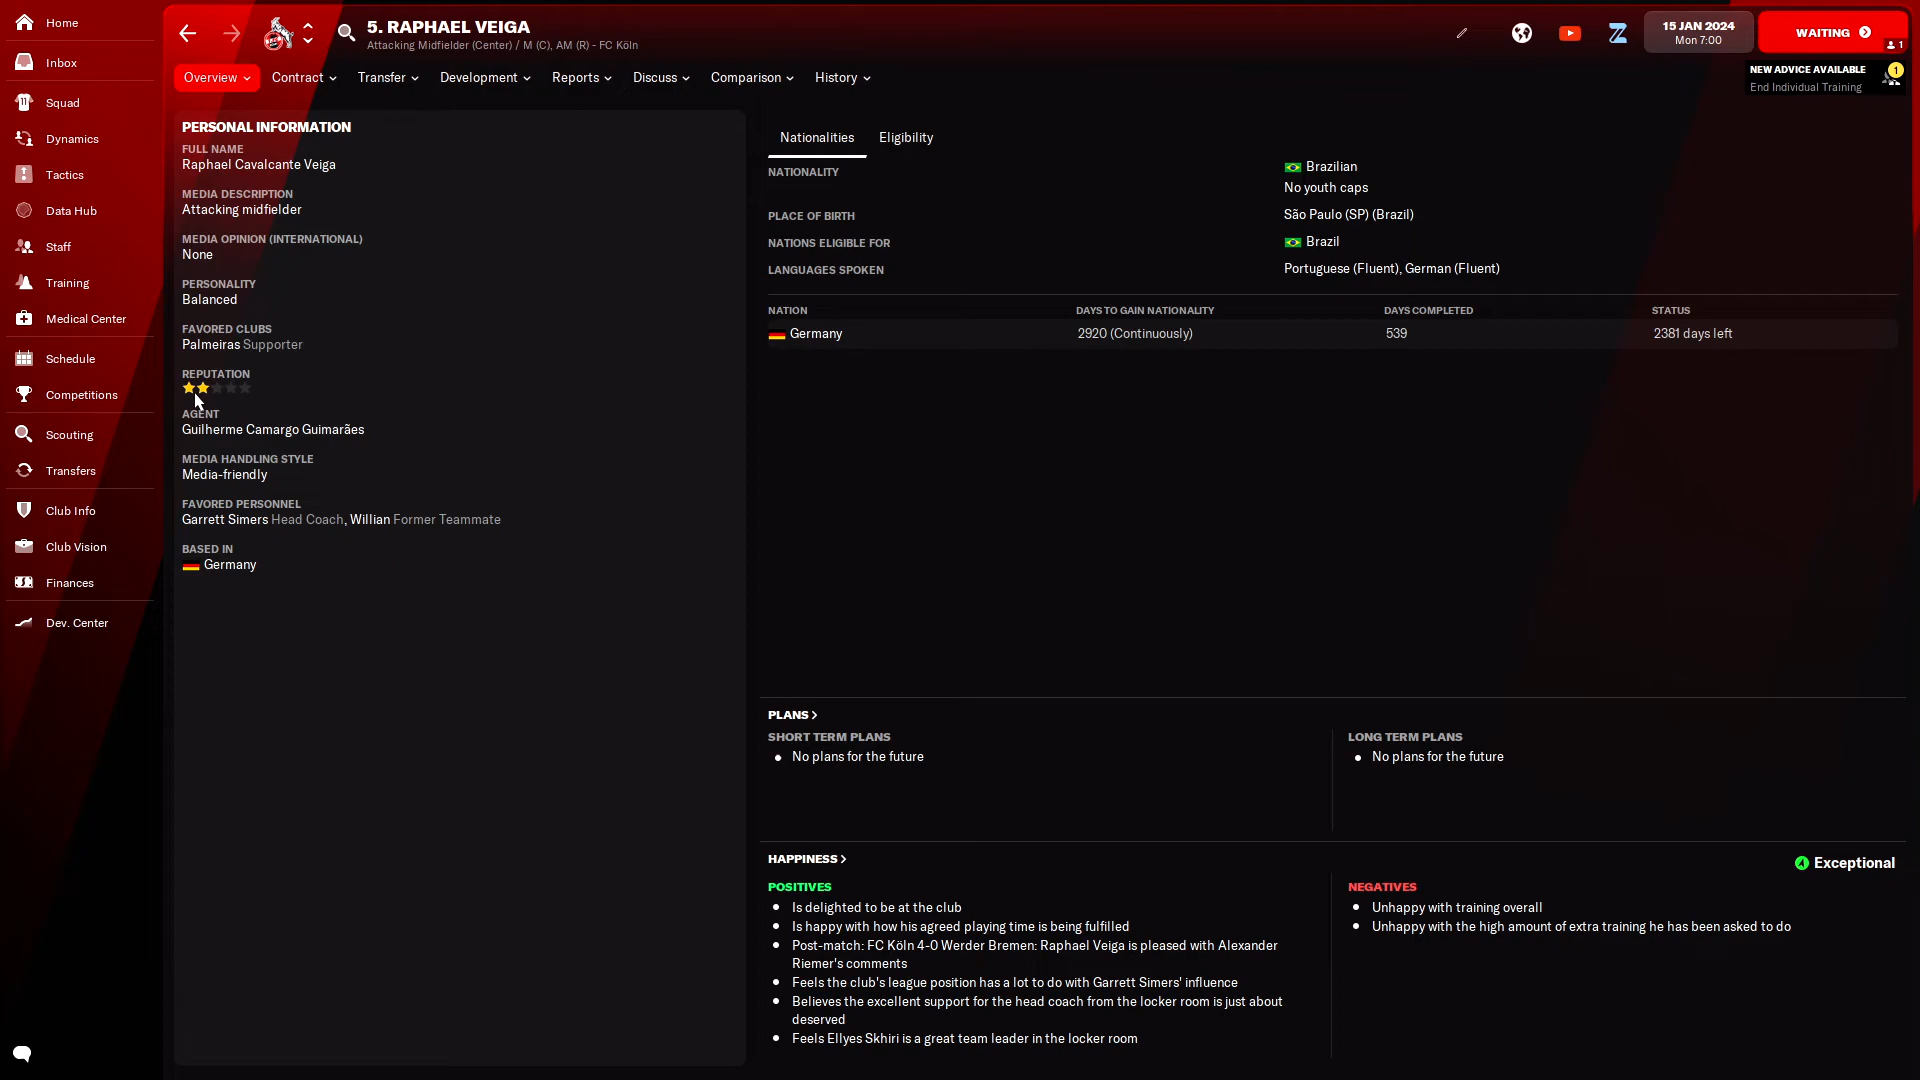 Home
Inbox
Squad
Dynamics
Tactics
Data Hub
Staff
Training
Medical Center
Schedule
Competitions
Scouting
Transfers
Club Info
Club Vision
Finances
Dev. Center
5. RAPHAEL VEIGA
Attacking Midfielder (Center) / M (C), AM (R) - FC Köln
15 JAN 2024
Mon 7:00
WAITING
1
Overview
Contract
Transfer
Development
Reports
Discuss
Comparison
History
NEW ADVICE AVAILABLE
End Individual Training
1
PERSONAL INFORMATION
FULL NAME
Raphael Cavalcante Veiga
MEDIA DESCRIPTION
Attacking midfielder
MEDIA OPINION (INTERNATIONAL)
None
PERSONALITY
Balanced
FAVORED CLUBS
Palmeiras Supporter
REPUTATION
AGENT
Guilherme Camargo Guimarães
MEDIA HANDLING STYLE
Media-friendly
FAVORED PERSONNEL
Garrett Simers Head Coach, Willian Former Teammate
BASED IN
Germany
Nationalities
Eligibility
NATIONALITY
Brazilian
No youth caps
PLACE OF BIRTH
São Paulo (SP) (Brazil)
NATIONS ELIGIBLE FOR
Brazil
LANGUAGES SPOKEN
Portuguese (Fluent), German (Fluent)
NATION DAYS TO GAIN NATIONALITY DAYS COMPLETED STATUS
Germany 2920 (Continuously) 539 2381 days left
PLANS
SHORT TERM PLANS
No plans for the future
LONG TERM PLANS
No plans for the future
HAPPINESS
Exceptional
POSITIVES
Is delighted to be at the club
Is happy with how his agreed playing time is being fulfilled
Post-match: FC Köln 4-0 Werder Bremen: Raphael Veiga is pleased with Alexander
Riemer's comments
Feels the club's league position has a lot to do with Garrett Simers' influence
Believes the excellent support for the head coach from the locker room is just about
deserved
Feels Ellyes Skhiri is a great team leader in the locker room
NEGATIVES
Unhappy with training overall
Unhappy with the high amount of extra training he has been asked to do